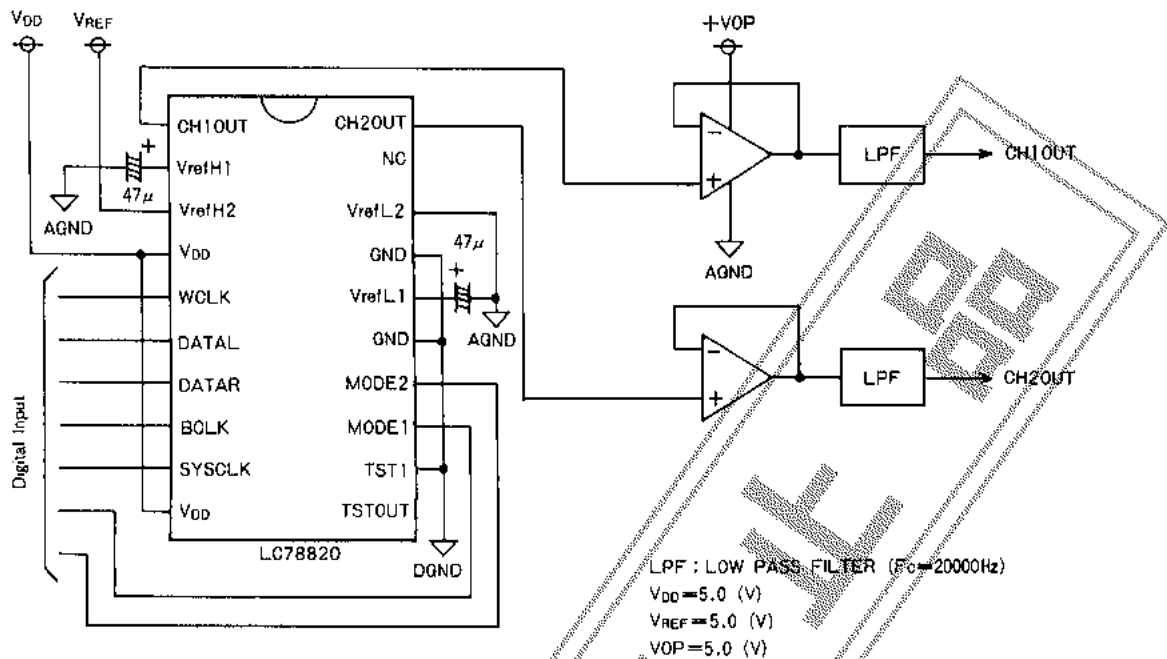 VDD
VREF
+VOP
CH1OUT
VrefH1
VrefH2
VDD
WCLK
DATAL
DATAR
BCLK
SYSCLK
VDD
CH2OUT
NC
VrefL2
GND
VrefL1
GND
MODE2
MODE1
TST1
TSTOUT
LC78820
+
47μ
AGND
47μ
+
AGND
DGND
Digital Input
−
+
LPF
CH1OUT
AGND
−
+
LPF
CH2OUT
LPF : LOW PASS FILTER (Fc=20000Hz)
VDD=5.0 (V)
VREF=5.0 (V)
VOP=5.0 (V)